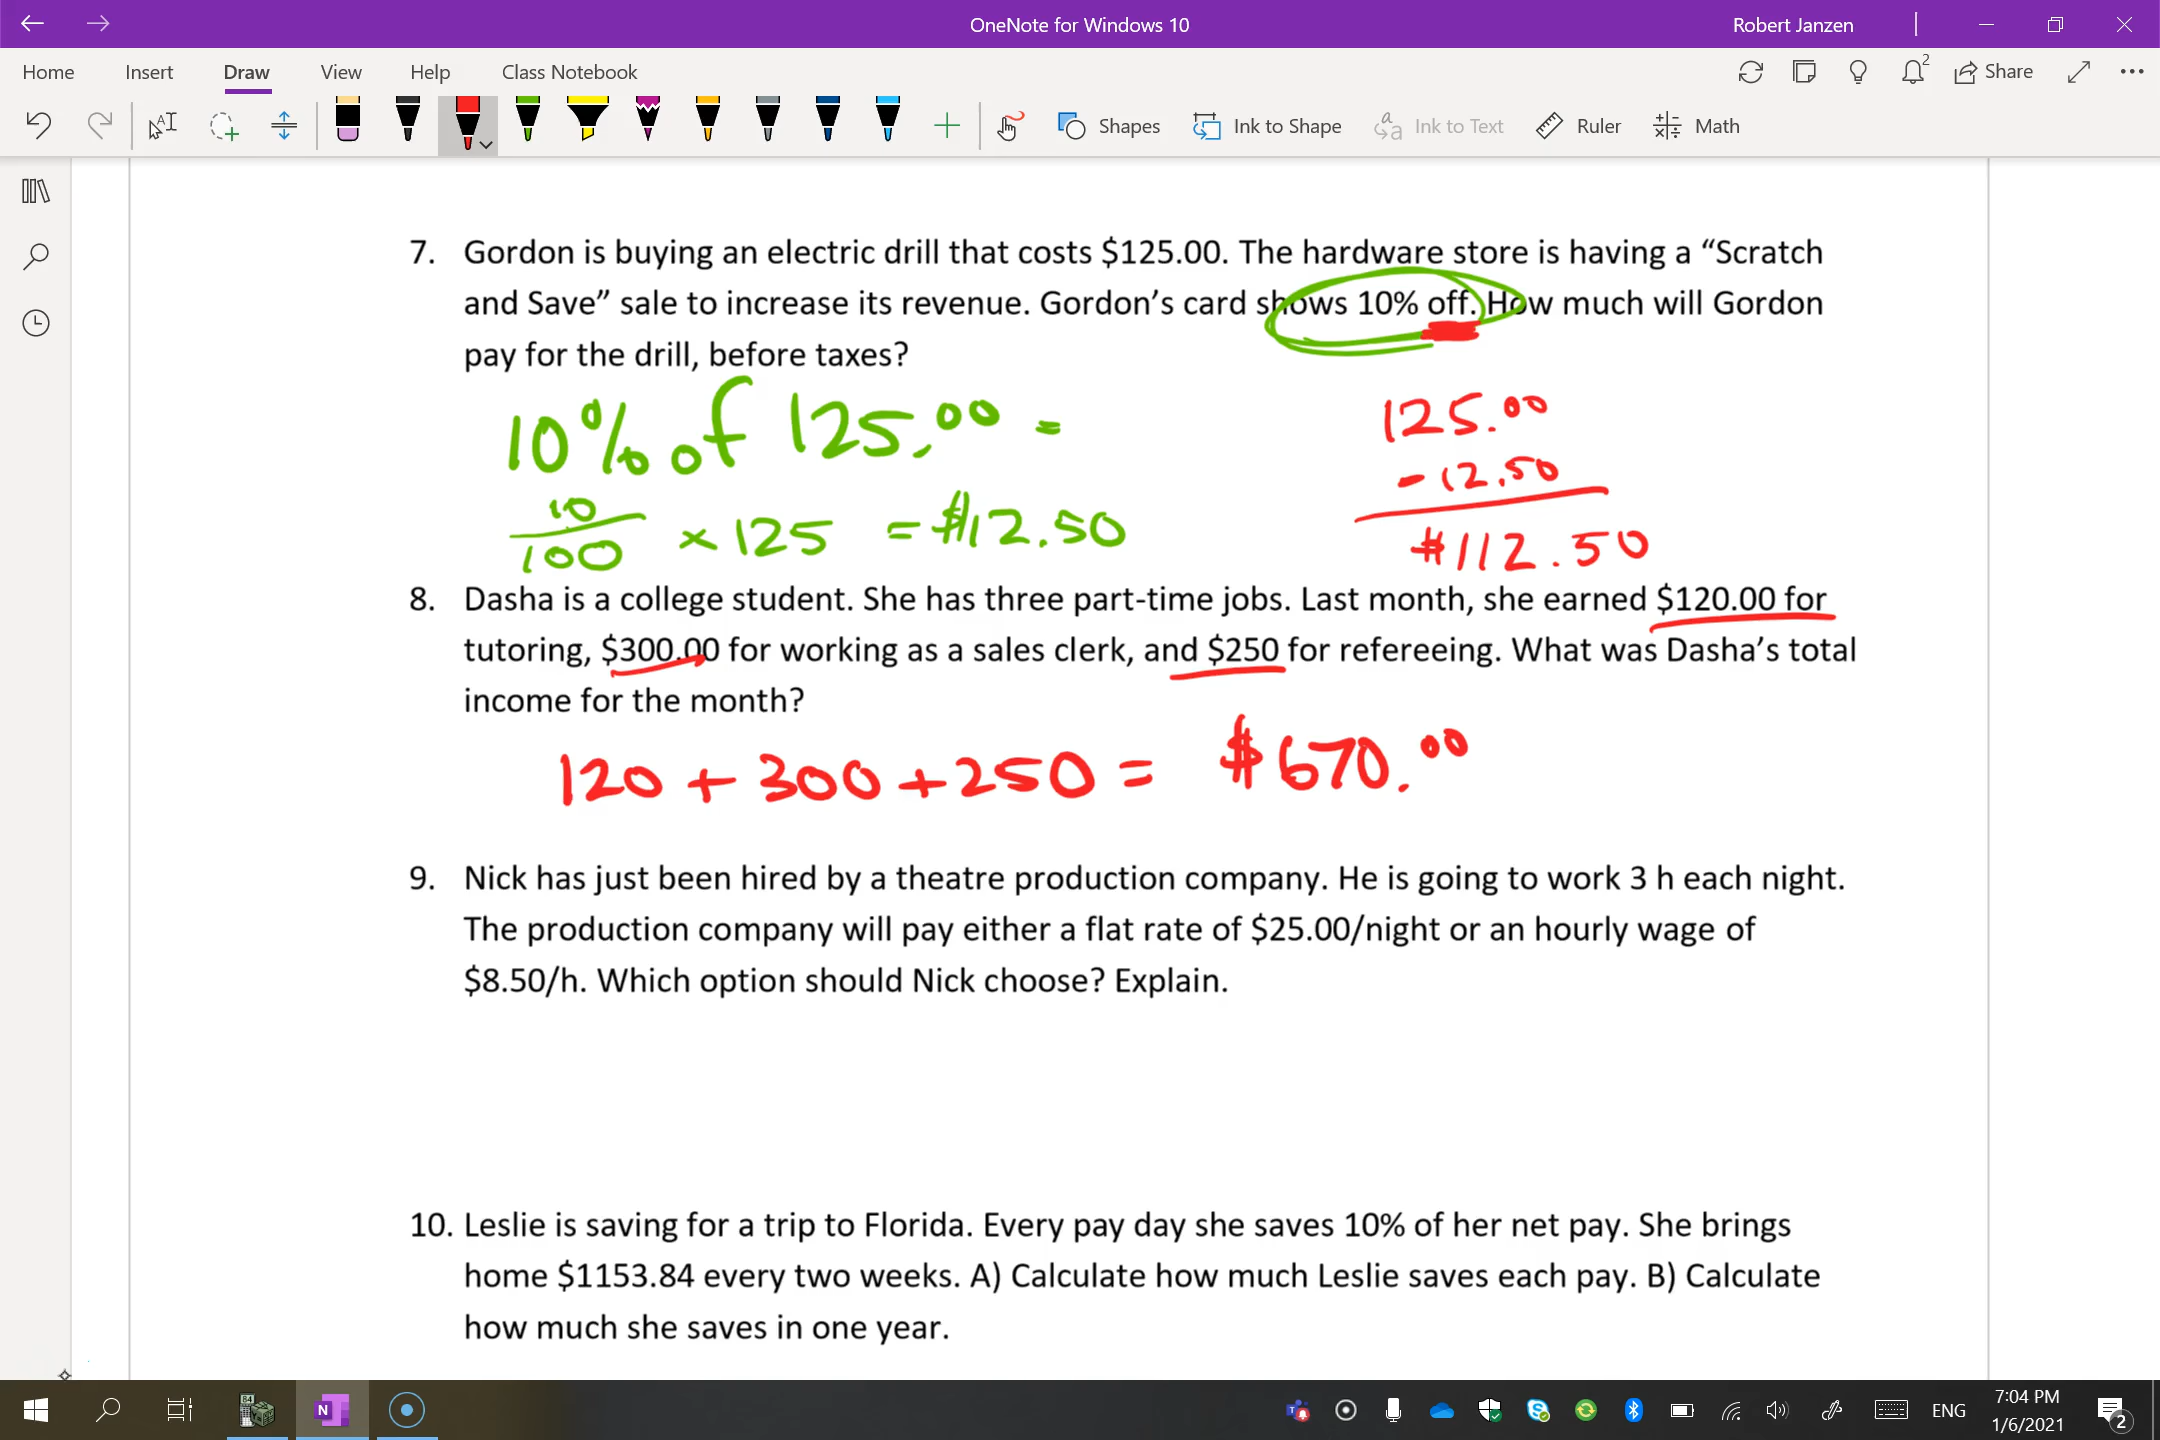 OneNote for Windows 10
Robert Janzen
Home Insert Draw View Help Class Notebook
2
Share
Shapes Ink to Shape Ink to Text Ruler Math
7. Gordon is buying an electric drill that costs $125.00. The hardware store is having a “Scratch
and Save” sale to increase its revenue. Gordon’s card shows 10% off. How much will Gordon
pay for the drill, before taxes?
10% of 125.00 =
10/100 × 125 = $12.50
125.00
- 12.50
$112.50
8. Dasha is a college student. She has three part-time jobs. Last month, she earned $120.00 for
tutoring, $300.00 for working as a sales clerk, and $250 for refereeing. What was Dasha’s total
income for the month?
120 + 300 + 250 = $670.00
9. Nick has just been hired by a theatre production company. He is going to work 3 h each night.
The production company will pay either a flat rate of $25.00/night or an hourly wage of
$8.50/h. Which option should Nick choose? Explain.
10. Leslie is saving for a trip to Florida. Every pay day she saves 10% of her net pay. She brings
home $1153.84 every two weeks. A) Calculate how much Leslie saves each pay. B) Calculate
how much she saves in one year.
84
N
ENG
7:04 PM
1/6/2021
2